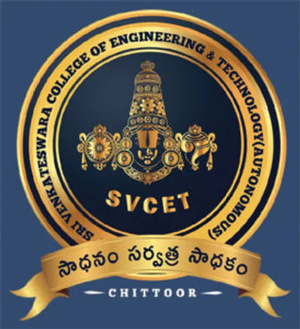 SRI VENKATESWARA COLLEGE OF ENGINEERING & TECHNOLOGY(AUTONOMOUS)
SVCET
సాధనం సర్వత్ర సాధకం
CHITTOOR